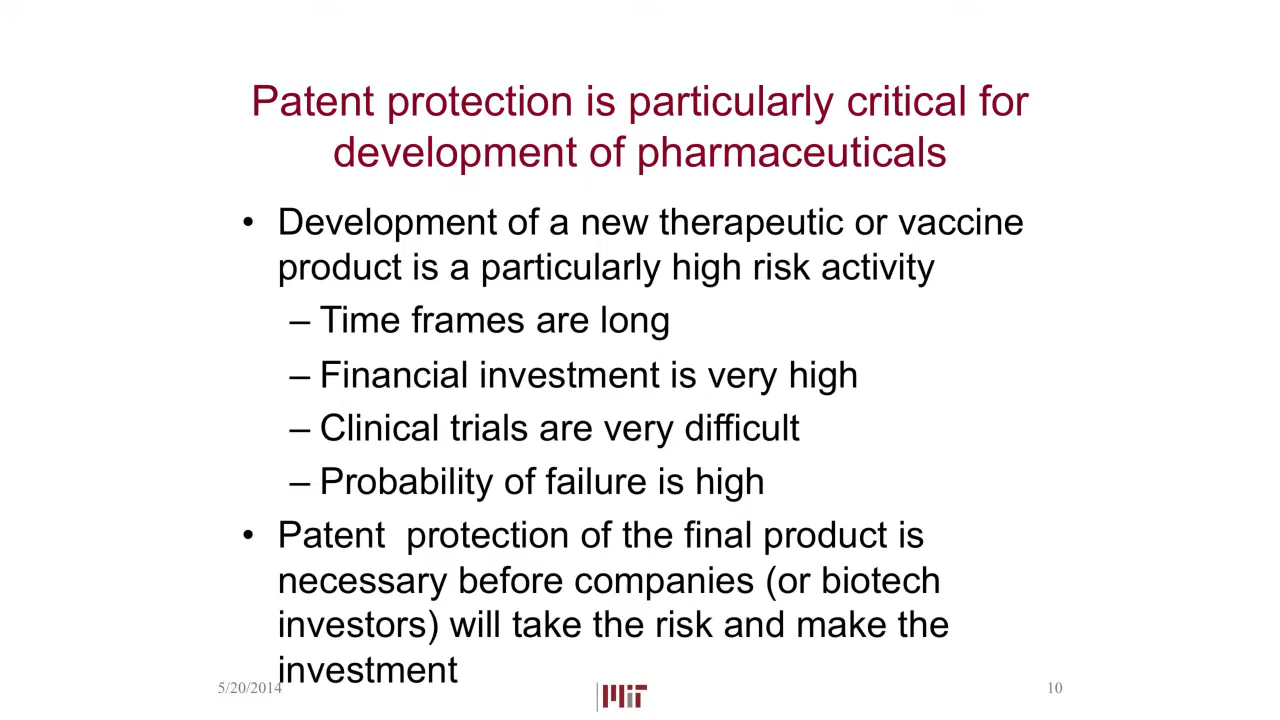 Patent protection is particularly critical for
development of pharmaceuticals
• Development of a new therapeutic or vaccine
product is a particularly high risk activity
– Time frames are long
– Financial investment is very high
– Clinical trials are very difficult
– Probability of failure is high
• Patent  protection of the final product is
necessary before companies (or biotech
investors) will take the risk and make the
investment
5/20/2014
MIT
10